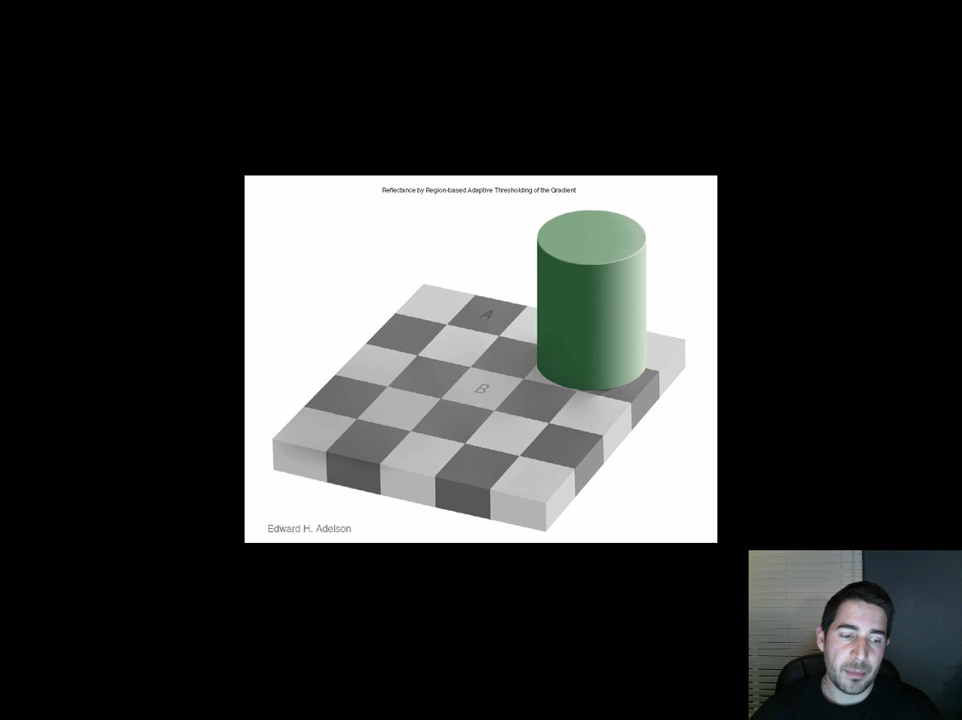 Reflectance by Region-based Adaptive Thresholding of the Gradient
A
B
Edward H. Adelson